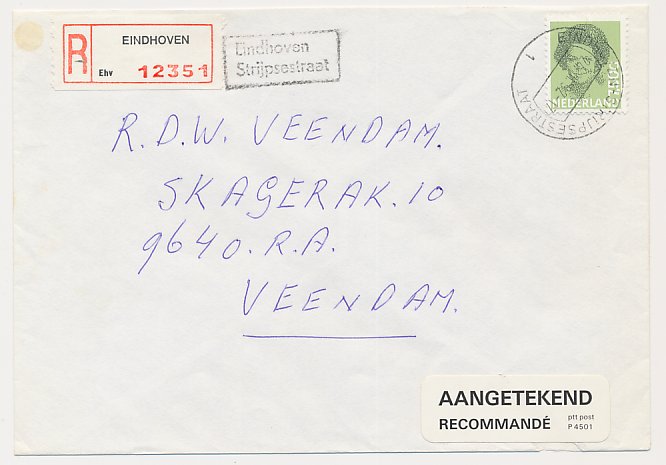 R EINDHOVEN
Ehv 12351
Eindhoven
Strijpsestraat
NEDERLAND
R.D.W. VEENDAM.
SKAGERAK.10
9640.R.A.
VEENDAM.
AANGETEKEND
RECOMMANDÉ
ptt post
P 4501